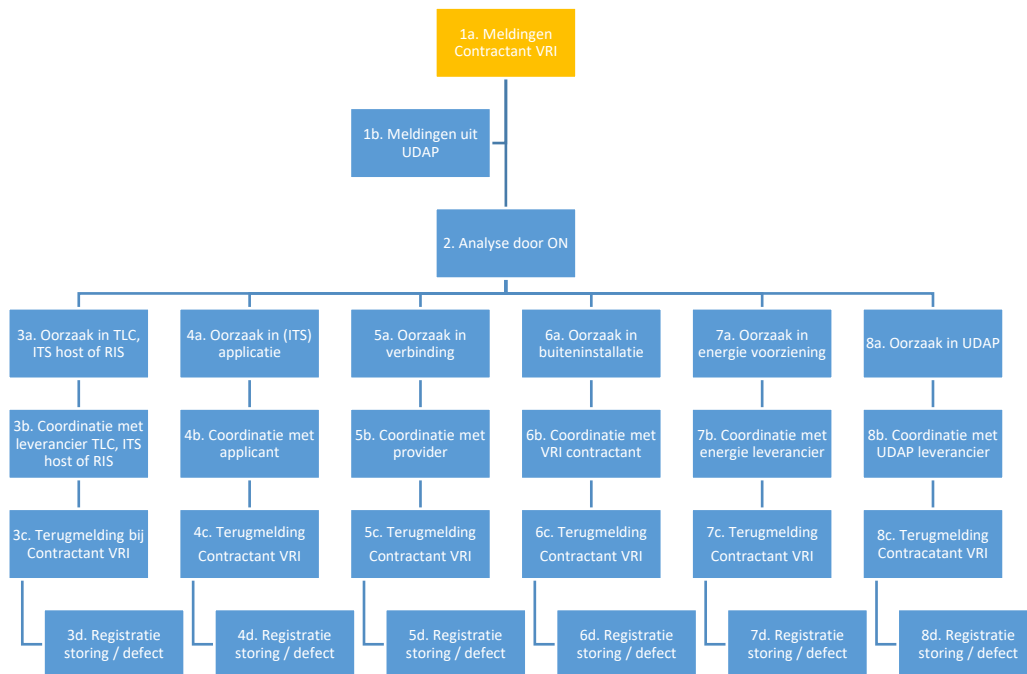 1a. Meldingen
Contractant VRI
1b. Meldingen uit
UDAP
2. Analyse door ON
3a. Oorzaak in TLC,
ITS host of RIS
4a. Oorzaak in (ITS)
applicatie
5a. Oorzaak in
verbinding
6a. Oorzaak in
buiteninstallatie
7a. Oorzaak in
energie voorziening
8a. Oorzaak in UDAP
3b. Coordinatie met
leverancier TLC, ITS
host of RIS
4b. Coordinatie met
applicant
5b. Coordinatie met
provider
6b. Coordinatie met
VRI contractant
7b. Coordinatie met
energie leverancier
8b. Coordinatie met
UDAP leverancier
3c. Terugmelding bij
Contractant VRI
4c. Terugmelding
Contractant VRI
5c. Terugmelding
Contractant VRI
6c. Terugmelding
Contractant VRI
7c. Terugmelding
Contractant VRI
8c. Terugmelding
Contracatant VRI
3d. Registratie
storing / defect
4d. Registratie
storing / defect
5d. Registratie
storing / defect
6d. Registratie
storing / defect
7d. Registratie
storing / defect
8d. Registratie
storing / defect